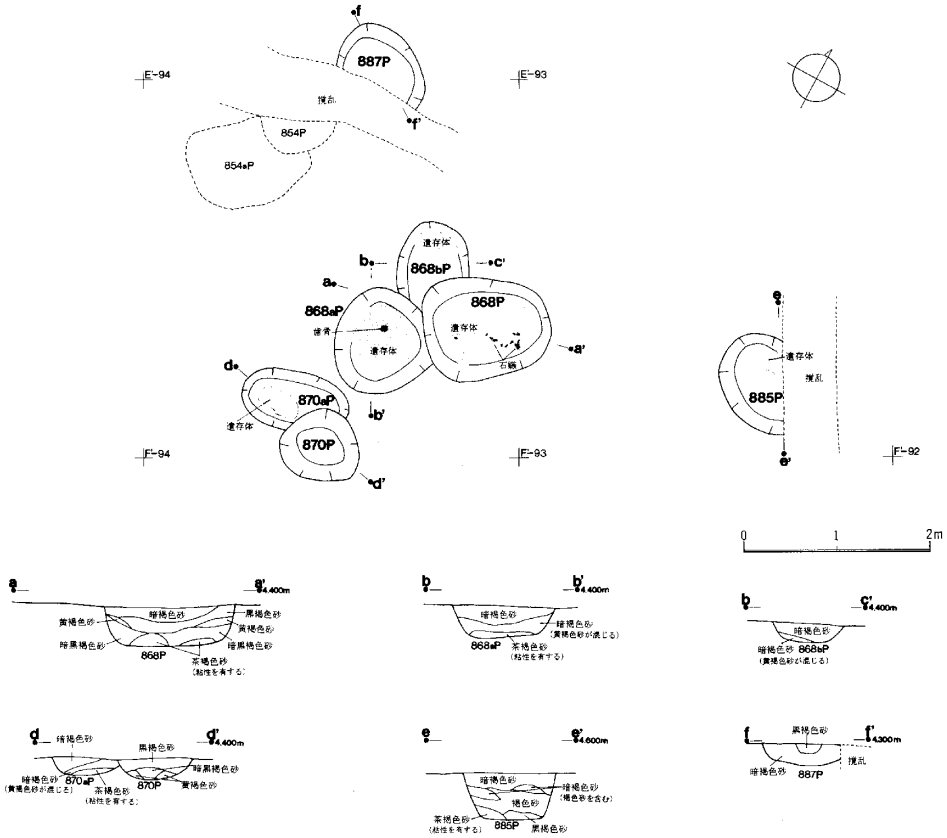 f
887P
E'-94
E'-93
攪乱
f'
854P
854aP
遺存体
b
868bP
c'
a
868aP
868P
e
歯骨
遺存体
遺存体
石鏃
a'
遺存体
攪乱
885P
d
870aP
b'
遺存体
870P
F'-94
F'-93
e'
F'-92
d'
0 1 2m
a
a'
4.400m
暗褐色砂
黒褐色砂
黄褐色砂
黄褐色砂
暗黒褐色砂
暗黒褐色砂
868P
茶褐色砂
(粘性を有する)
b
b'
4.400m
暗褐色砂
暗褐色砂
(黄褐色砂が混じる)
868aP
茶褐色砂
(粘性を有する)
b
c'
4.400m
暗褐色砂
暗褐色砂
(黄褐色砂が混じる)
868bP
d
暗褐色砂
d'
4.400m
黒褐色砂
暗黒褐色砂
暗褐色砂
(黄褐色砂が混じる)
870aP
870P
黄褐色砂
茶褐色砂
(粘性を有する)
e
e'
4.600m
暗褐色砂
暗褐色砂
(褐色砂を含む)
褐色砂
茶褐色砂
(粘性を有する)
885P
黒褐色砂
f
黒褐色砂
f'
4.300m
暗褐色砂
887P
攪乱